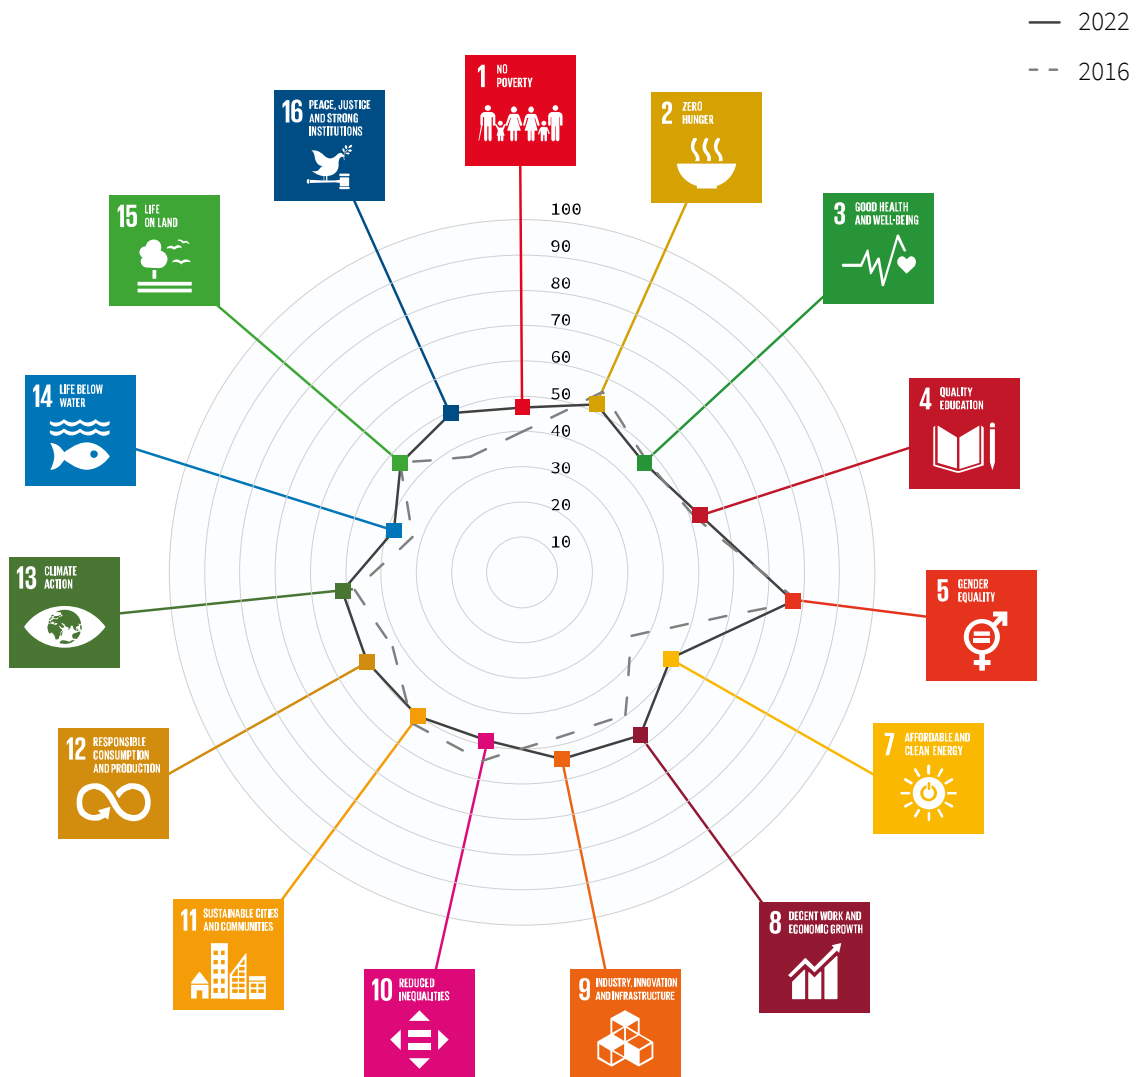 2022
2016
1 NO
POVERTY
2 ZERO
HUNGER
3 GOOD HEALTH
AND WELL-BEING
4 QUALITY
EDUCATION
5 GENDER
EQUALITY
7 AFFORDABLE AND
CLEAN ENERGY
8 DECENT WORK AND
ECONOMIC GROWTH
9 INDUSTRY, INNOVATION
AND INFRASTRUCTURE
10 REDUCED
INEQUALITIES
11 SUSTAINABLE CITIES
AND COMMUNITIES
12 RESPONSIBLE
CONSUMPTION
AND PRODUCTION
13 CLIMATE
ACTION
14 LIFE BELOW
WATER
15 LIFE
ON LAND
16 PEACE, JUSTICE
AND STRONG
INSTITUTIONS
100
90
80
70
60
50
40
30
20
10